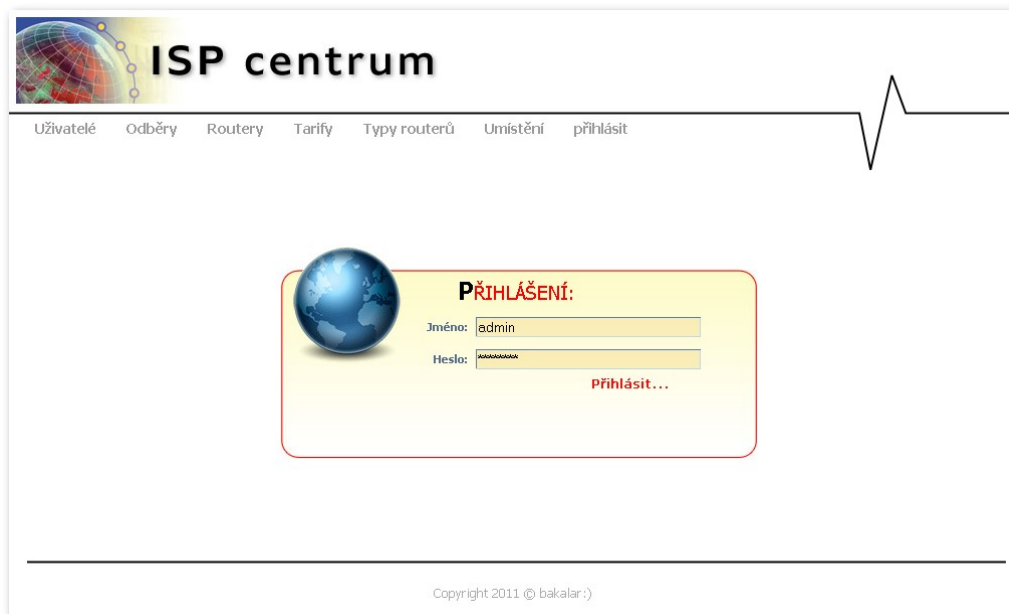 ISP centrum
Uživatelé Odběry Routery Tarify Typy routerů Umístění přihlásit
PŘIHLÁŠENÍ:
Jméno: admin
Heslo: ********
Přihlásit...
Copyright 2011 © bakalar:)